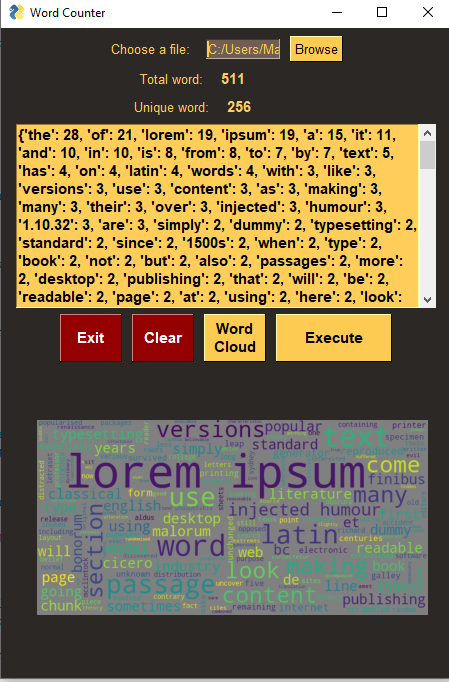 Word Counter
Choose a file: C:/Users/Ma Browse
Total word: 511
Unique word: 256
{'the': 28, 'of': 21, 'lorem': 19, 'ipsum': 19, 'a': 15, 'it': 11,
'and': 10, 'in': 10, 'is': 8, 'from': 8, 'to': 7, 'by': 7, 'text': 5,
'has': 4, 'on': 4, 'latin': 4, 'words': 4, 'with': 3, 'like': 3,
'versions': 3, 'use': 3, 'content': 3, 'as': 3, 'making': 3,
'many': 3, 'their': 3, 'over': 3, 'injected': 3, 'humour': 3,
'1.10.32': 3, 'are': 3, 'simply': 2, 'dummy': 2, 'typesetting': 2,
'standard': 2, 'since': 2, '1500s': 2, 'when': 2, 'type': 2,
'book': 2, 'not': 2, 'but': 2, 'also': 2, 'passages': 2, 'more':
2, 'desktop': 2, 'publishing': 2, 'that': 2, 'will': 2, 'be': 2,
'readable': 2, 'page': 2, 'at': 2, 'using': 2, 'here': 2, 'look':
Exit Clear Word Cloud Execute
versions popular containing printer
typesetting text specimen
years simply leap standard
lorem ipsum come
finibus
classical form use literature many
type english desktop injected humour first
using malorum latin et dummy
will bonorum model word web bc electronic centuries readable
page cicero industry look making book
going unknown distribution de galley
chunk passage uncover five line
sometimes contrary fact content internet publishing
remaining